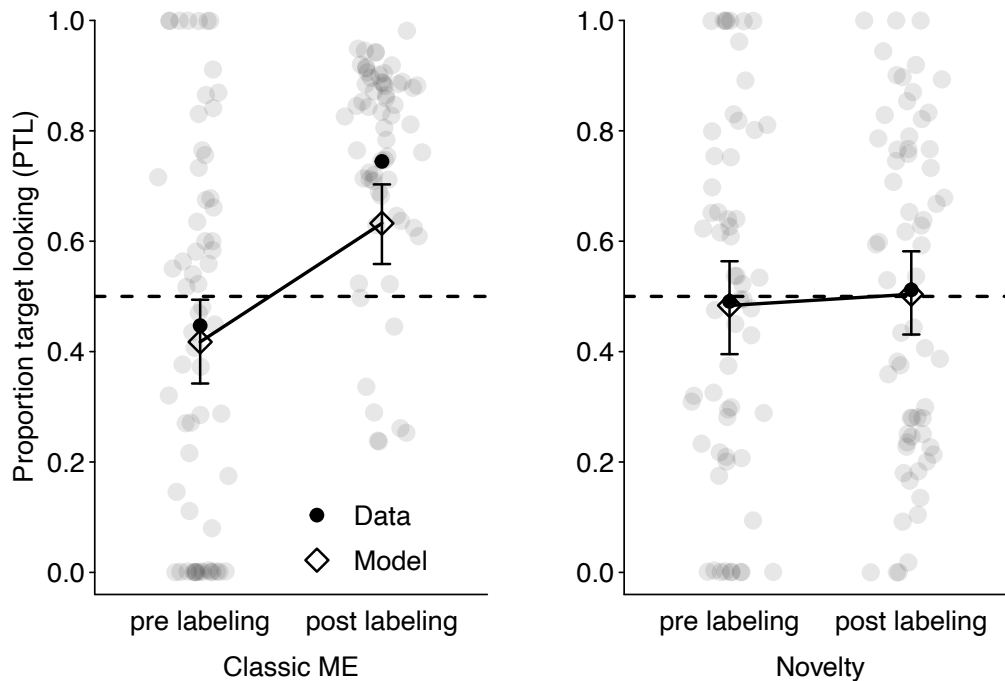 Proportion target looking (PTL)
1.0
0.8
0.6
0.4
0.2
0.0
Data
Model
pre labeling post labeling
Classic ME
1.0
0.8
0.6
0.4
0.2
0.0
pre labeling post labeling
Novelty